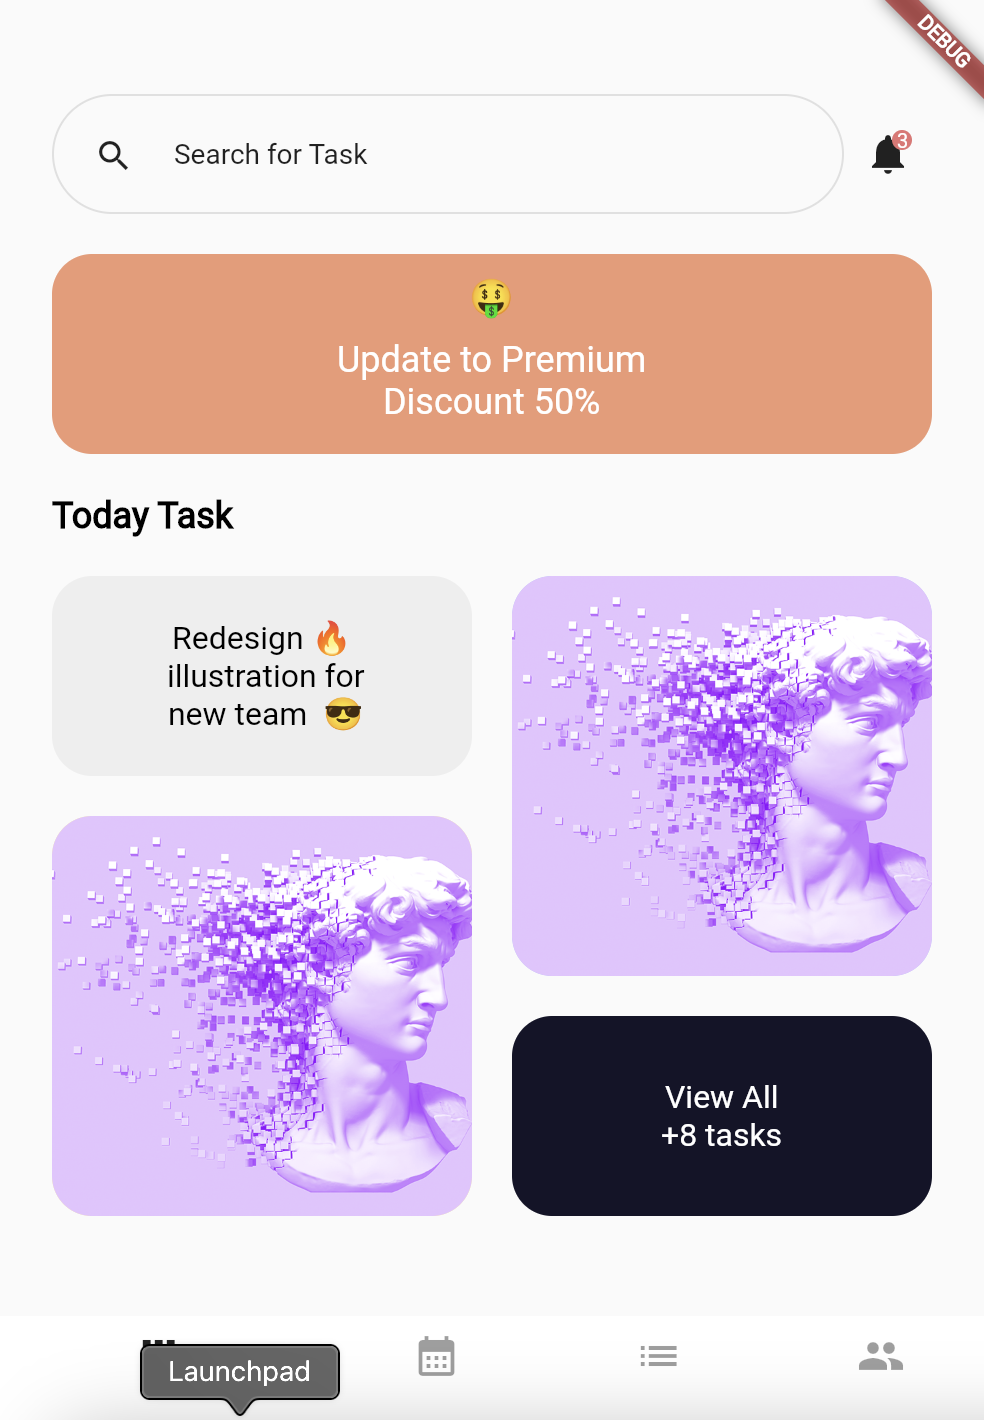 DEBUG
Search for Task
3
Update to Premium
Discount 50%
Today Task
Redesign 🔥
illustration for
new team 😎
View All
+8 tasks
Launchpad